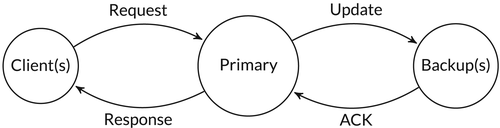 Request
Update
Client(s)
Primary
Backup(s)
Response
ACK